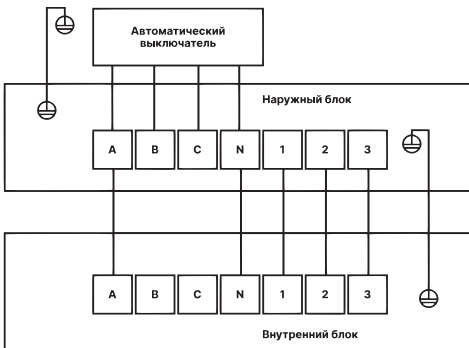 Автоматический
выключатель
Наружный блок
A B C N 1 2 3
A B C N 1 2 3
Внутренний блок